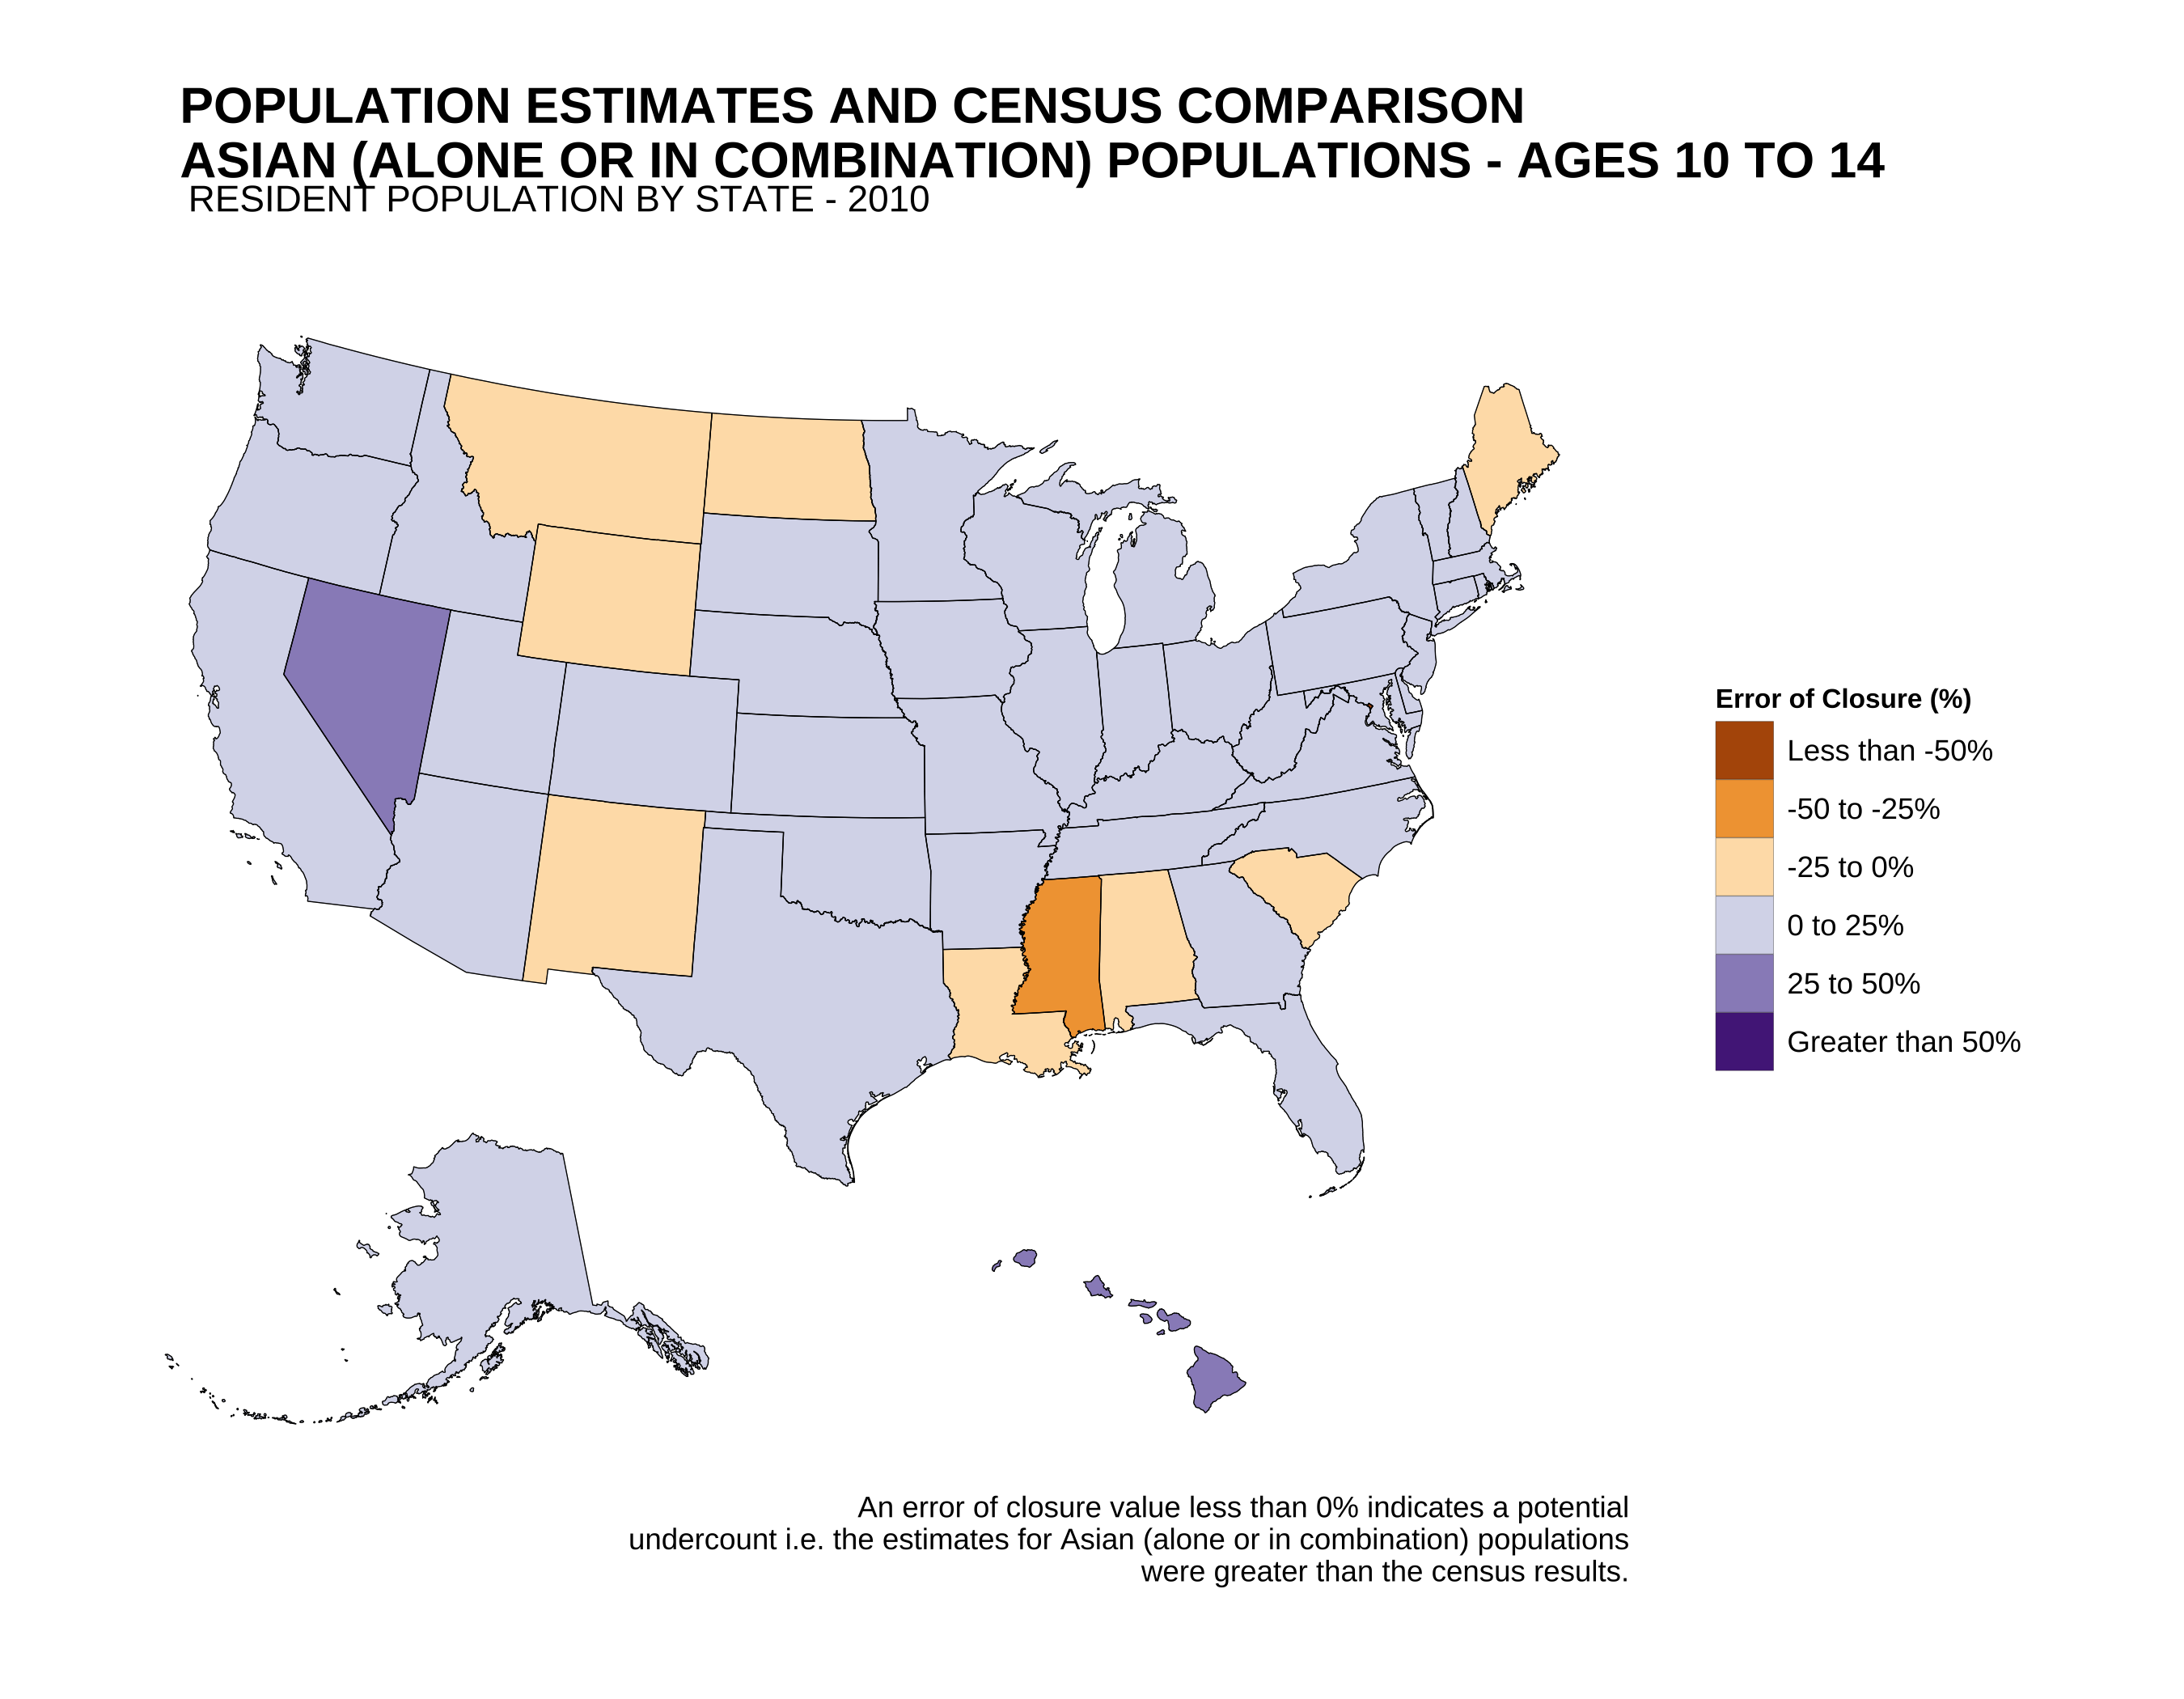 POPULATION ESTIMATES AND CENSUS COMPARISON
ASIAN (ALONE OR IN COMBINATION) POPULATIONS - AGES 10 TO 14
RESIDENT POPULATION BY STATE - 2010
Error of Closure (%)
Less than -50%
-50 to -25%
-25 to 0%
0 to 25%
25 to 50%
Greater than 50%
An error of closure value less than 0% indicates a potential
undercount i.e. the estimates for Asian (alone or in combination) populations
were greater than the census results.